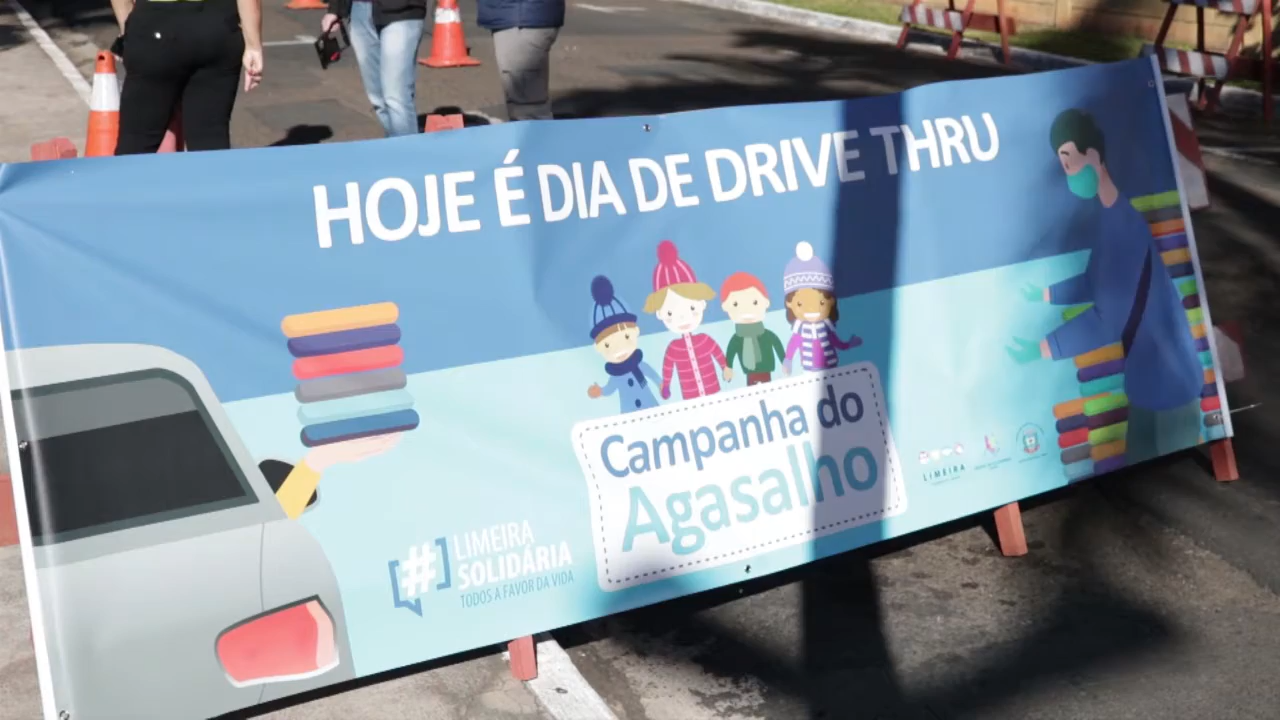 HOJE É DIA DE DRIVE THRU
Campanha do
Agasalho
#
LIMEIRA
SOLIDÁRIA
TODOS A FAVOR DA VIDA
LIMEIRA